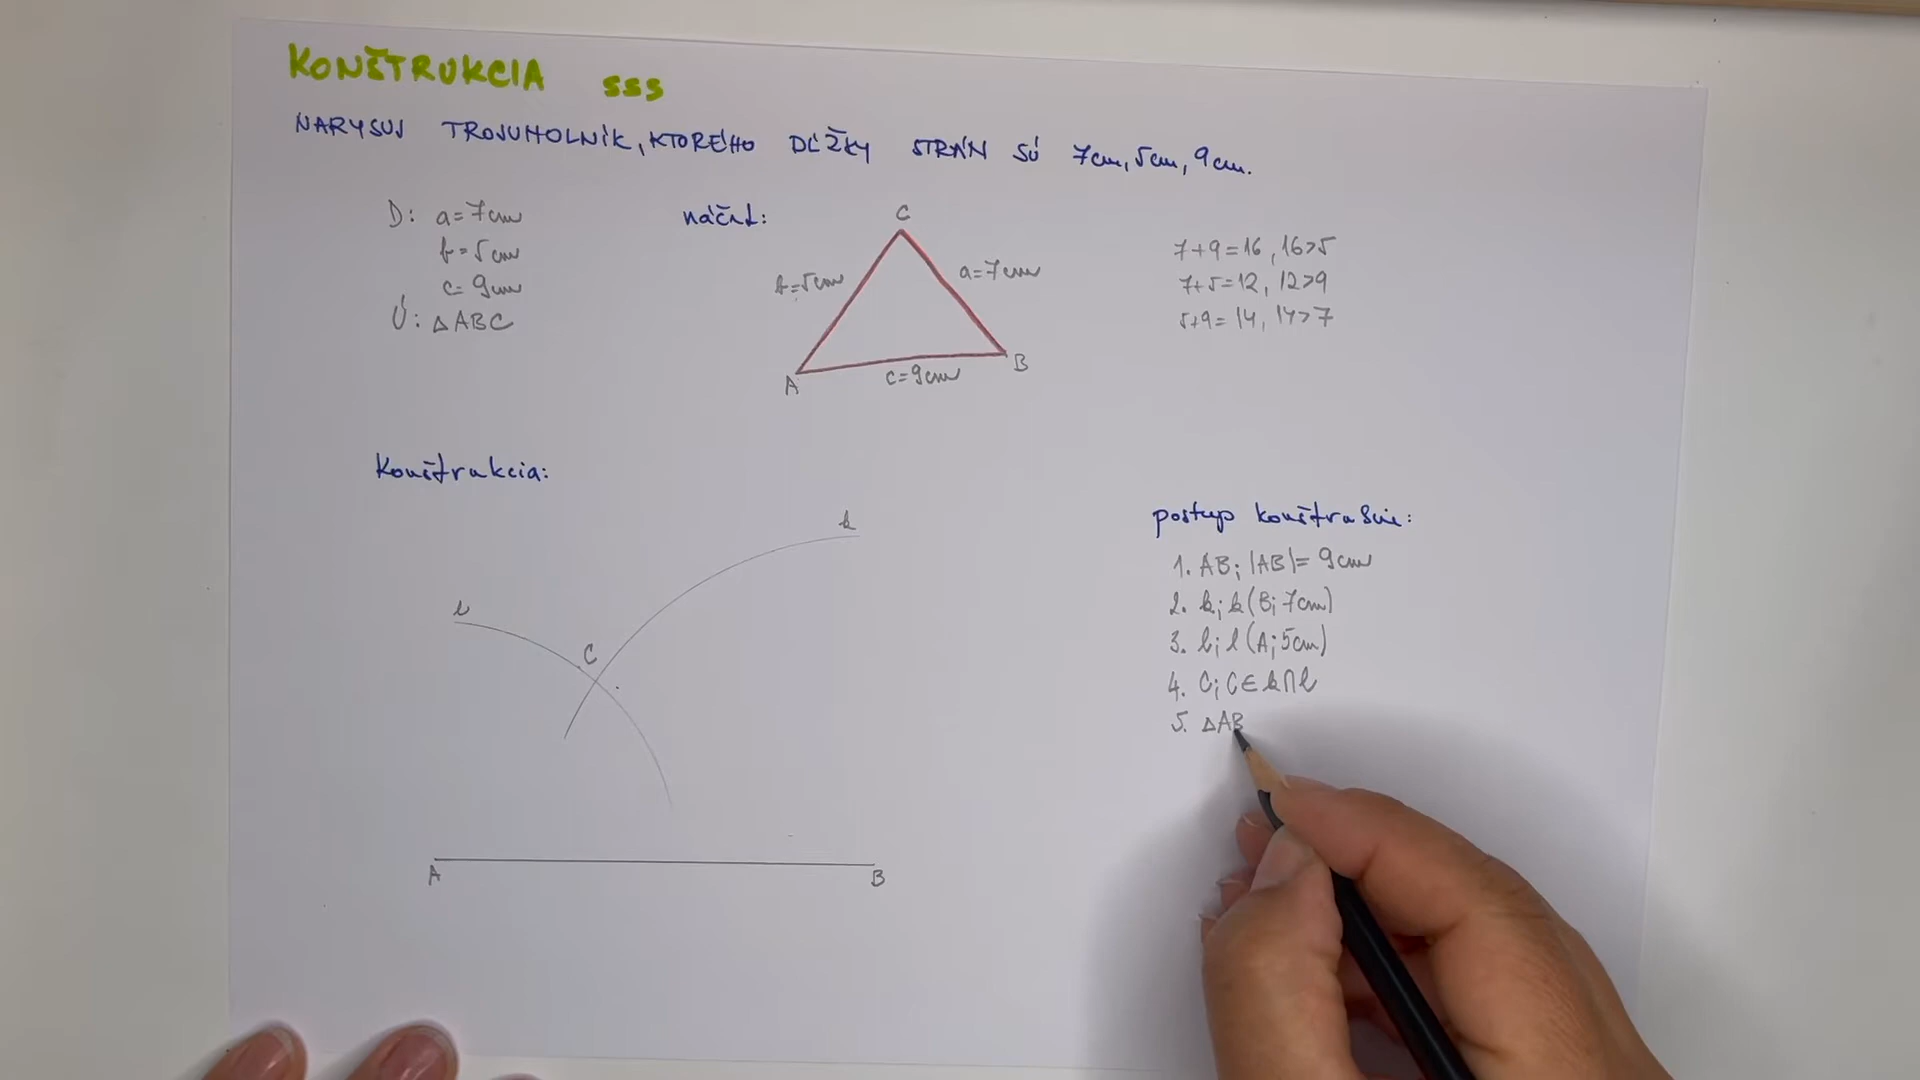 KONŠTRUKCIA sss
NARYSUJ TROJUHOLNÍK, KTORÉHO DĹŽKY STRÁN SÚ 7cm, 5cm, 9cm.
D: a=7cm
b=5cm
c=9cm
Ú: △ABC
náčrt:
C
b=5cm
a=7cm
A
c=9cm
B
7+9=16, 16>5
7+5=12, 12>9
5+9=14, 14>7
Konštrukcia:
k
l
C
A
B
postup konštrukcie:
1. AB; |AB|=9cm
2. k; k(B; 7cm)
3. l; l(A; 5cm)
4. C; C∈k∩l
5. △AB